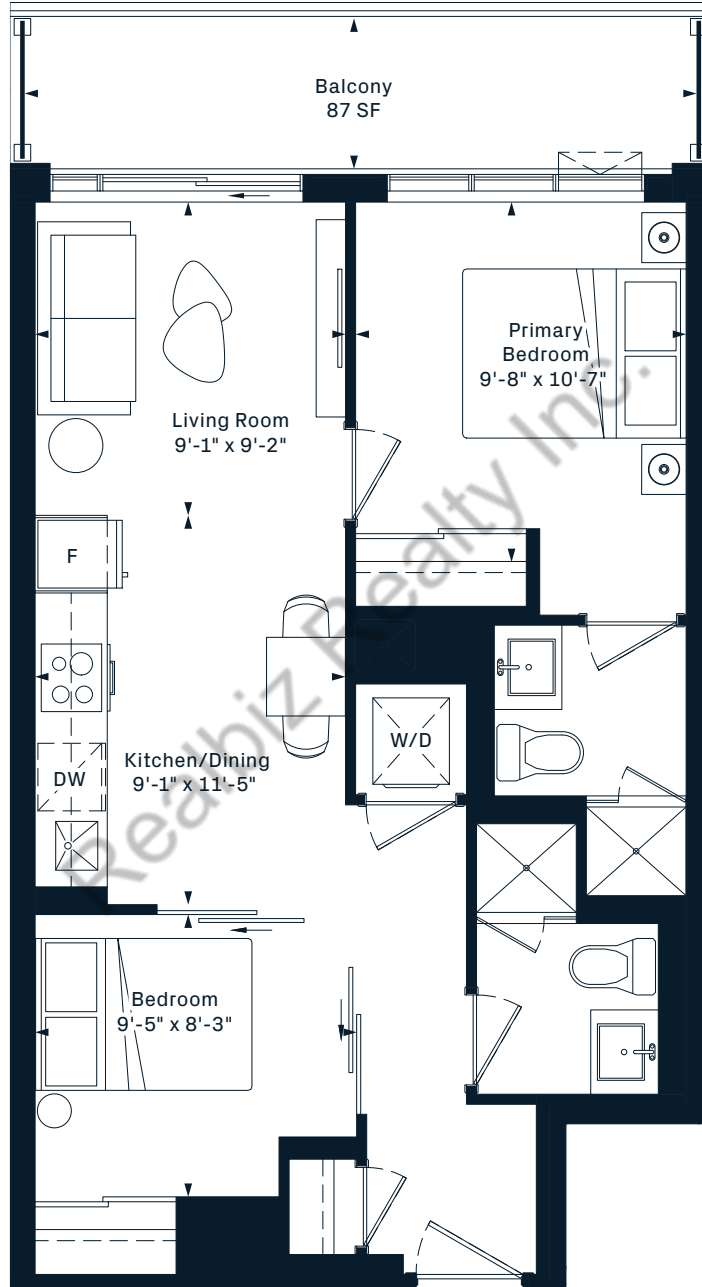 Balcony
87 SF
Primary
Bedroom
9'-8" x 10'-7"
Living Room
9'-1" x 9'-2"
F
W/D
Kitchen/Dining
9'-1" x 11'-5"
DW
Bedroom
9'-5" x 8'-3"
Realbiz Realty Inc.